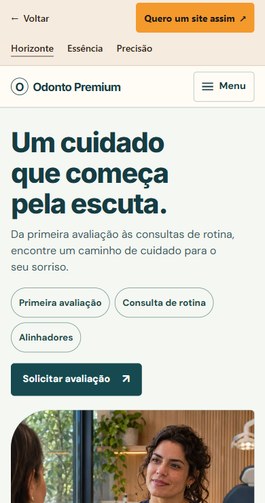 ← Voltar
Quero um site assim ↗
Horizonte Essência Precisão
O Odonto Premium
Menu
Um cuidado
que começa
pela escuta.
Da primeira avaliação às consultas de rotina,
encontre um caminho de cuidado para o
seu sorriso.
Primeira avaliação
Consulta de rotina
Alinhadores
Solicitar avaliação ↗